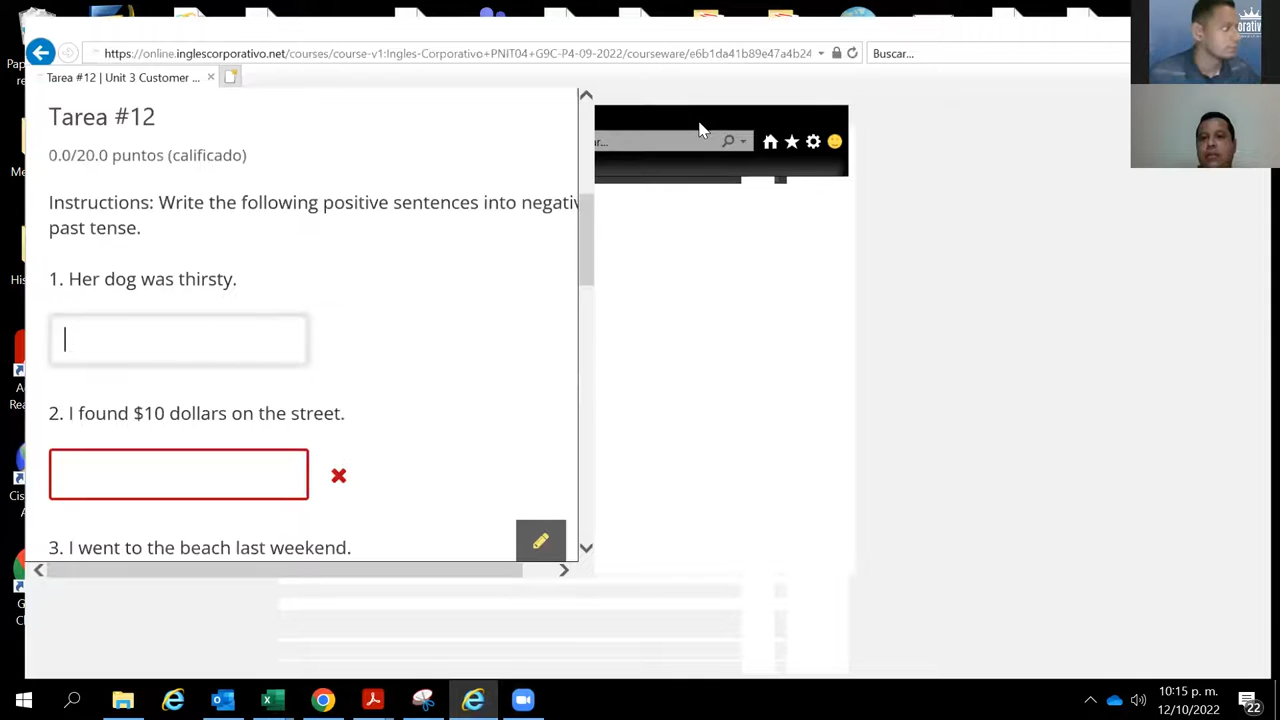 https://online.inglescorporativo.net/courses/course-v1:Ingles-Corporativo+PNIT04+G9C-P4-09-2022/courseware/e6b1da41b89e47a4b24
Buscar...
Tarea #12 | Unit 3 Customer ...
Tarea #12
0.0/20.0 puntos (calificado)
Instructions: Write the following positive sentences into negativ
past tense.
1. Her dog was thirsty.
2. I found $10 dollars on the street.
3. I went to the beach last weekend.
10:15 p. m.
12/10/2022
22